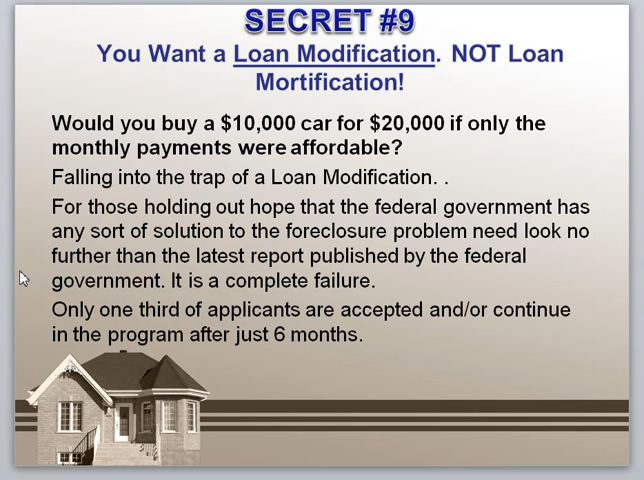 SECRET #9
You Want a Loan Modification. NOT Loan
Mortification!
Would you buy a $10,000 car for $20,000 if only the
monthly payments were affordable?
Falling into the trap of a Loan Modification. .
For those holding out hope that the federal government has
any sort of solution to the foreclosure problem need look no
further than the latest report published by the federal
government. It is a complete failure.
Only one third of applicants are accepted and/or continue
in the program after just 6 months.